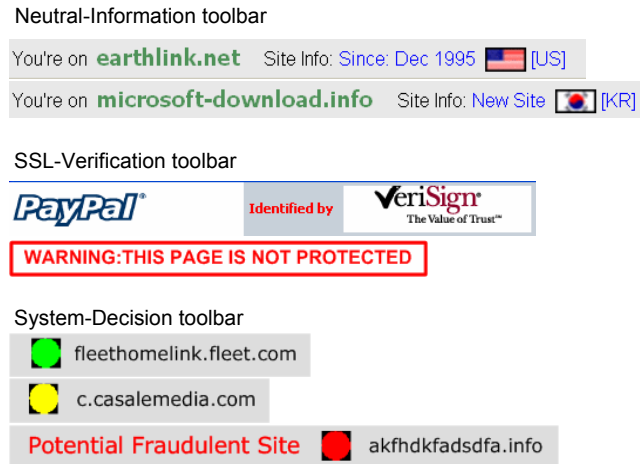 Neutral-Information toolbar
You're on earthlink.net Site Info: Since: Dec 1995 [US]
You're on microsoft-download.info Site Info: New Site [KR]
SSL-Verification toolbar
PayPal Identified by VeriSign
The Value of Trust™
WARNING:THIS PAGE IS NOT PROTECTED
System-Decision toolbar
fleethomelink.fleet.com
c.casalemedia.com
Potential Fraudulent Site akfhdkfadsdfa.info